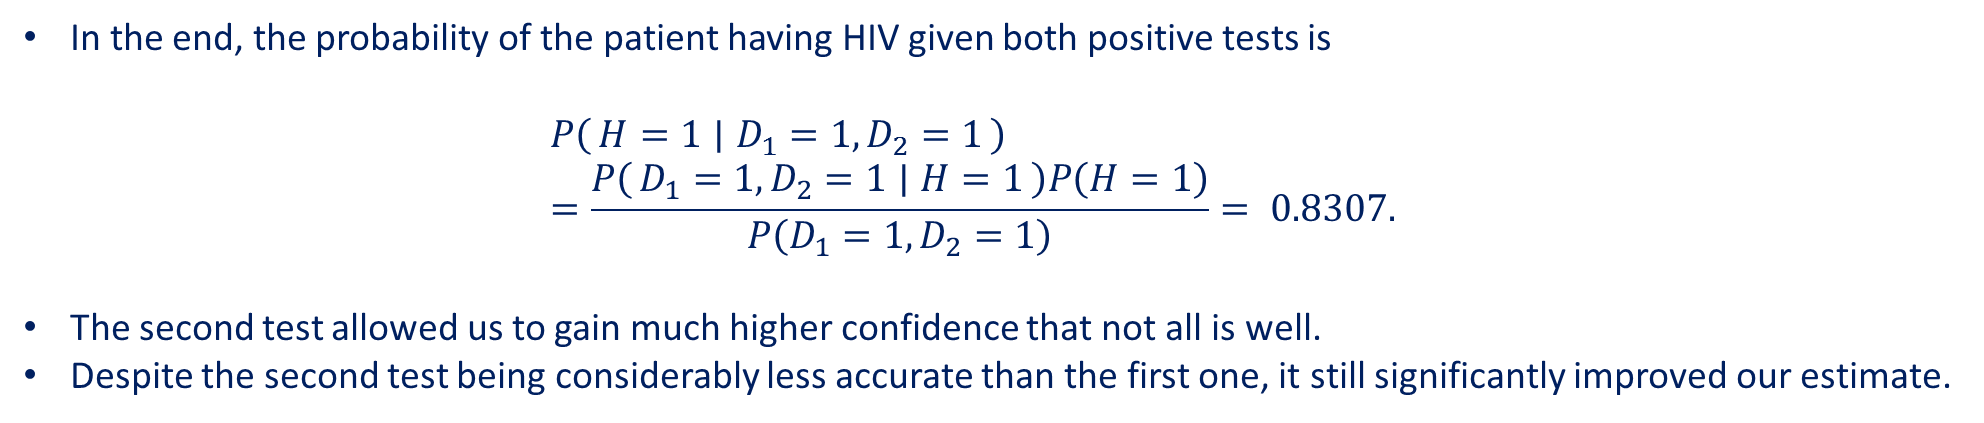 • In the end, the probability of the patient having HIV given both positive tests is
P( H = 1 | D₁ = 1, D₂ = 1 )
= P( D₁ = 1, D₂ = 1 | H = 1 )P(H = 1) / P(D₁ = 1, D₂ = 1) = 0.8307.
• The second test allowed us to gain much higher confidence that not all is well.
• Despite the second test being considerably less accurate than the first one, it still significantly improved our estimate.